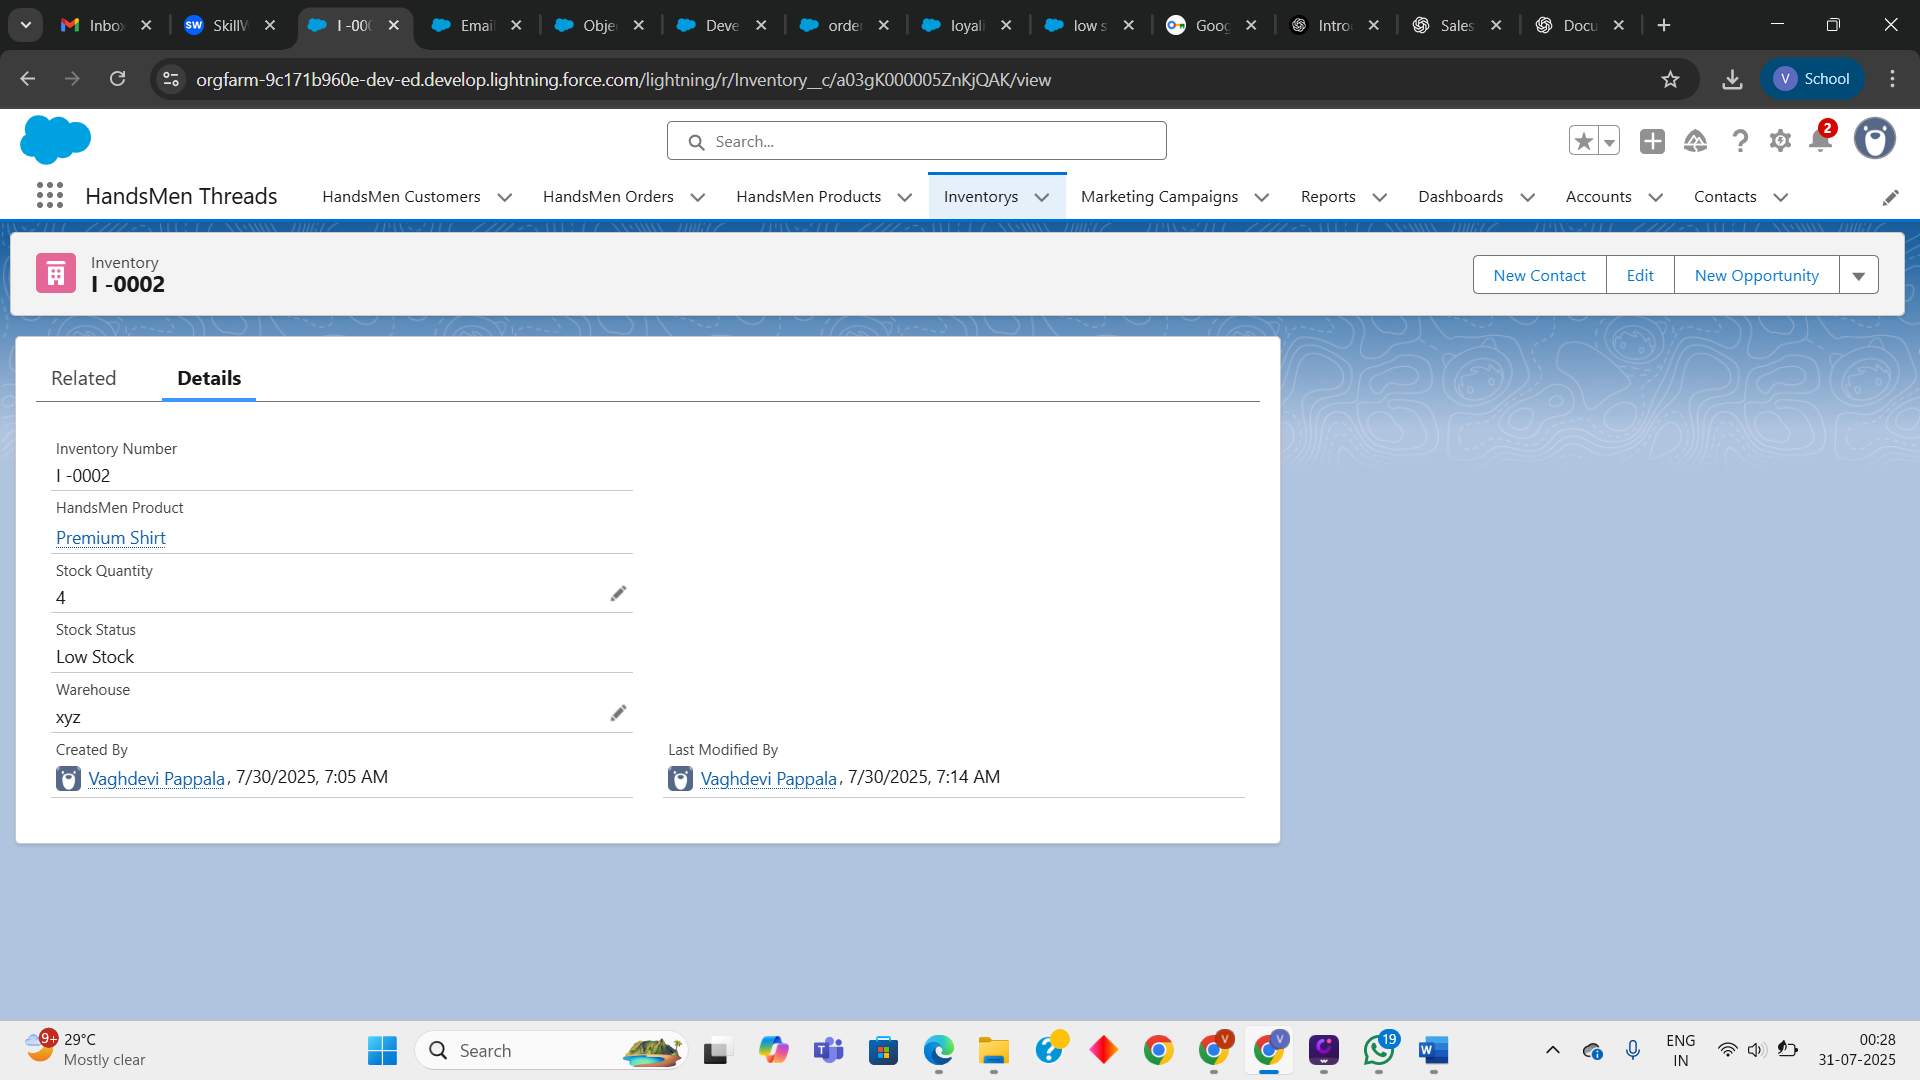 Inbox
SkillW
I -000
Email
Obje
Deve
order
loyali
low s
Goog
Intro
Sales
Docu
orgfarm-9c171b960e-dev-ed.develop.lightning.force.com/lightning/r/Inventory__c/a03gK000005ZnKjQAK/view
V School
Search...
2
HandsMen Threads
HandsMen Customers
HandsMen Orders
HandsMen Products
Inventorys
Marketing Campaigns
Reports
Dashboards
Accounts
Contacts
Inventory
I -0002
New Contact
Edit
New Opportunity
Related
Details
Inventory Number
I -0002
HandsMen Product
Premium Shirt
Stock Quantity
4
Stock Status
Low Stock
Warehouse
xyz
Created By
Last Modified By
Vaghdevi Pappala, 7/30/2025, 7:05 AM
Vaghdevi Pappala, 7/30/2025, 7:14 AM
9+
29°C
Mostly clear
Search
V
V
19
ENG
IN
00:28
31-07-2025